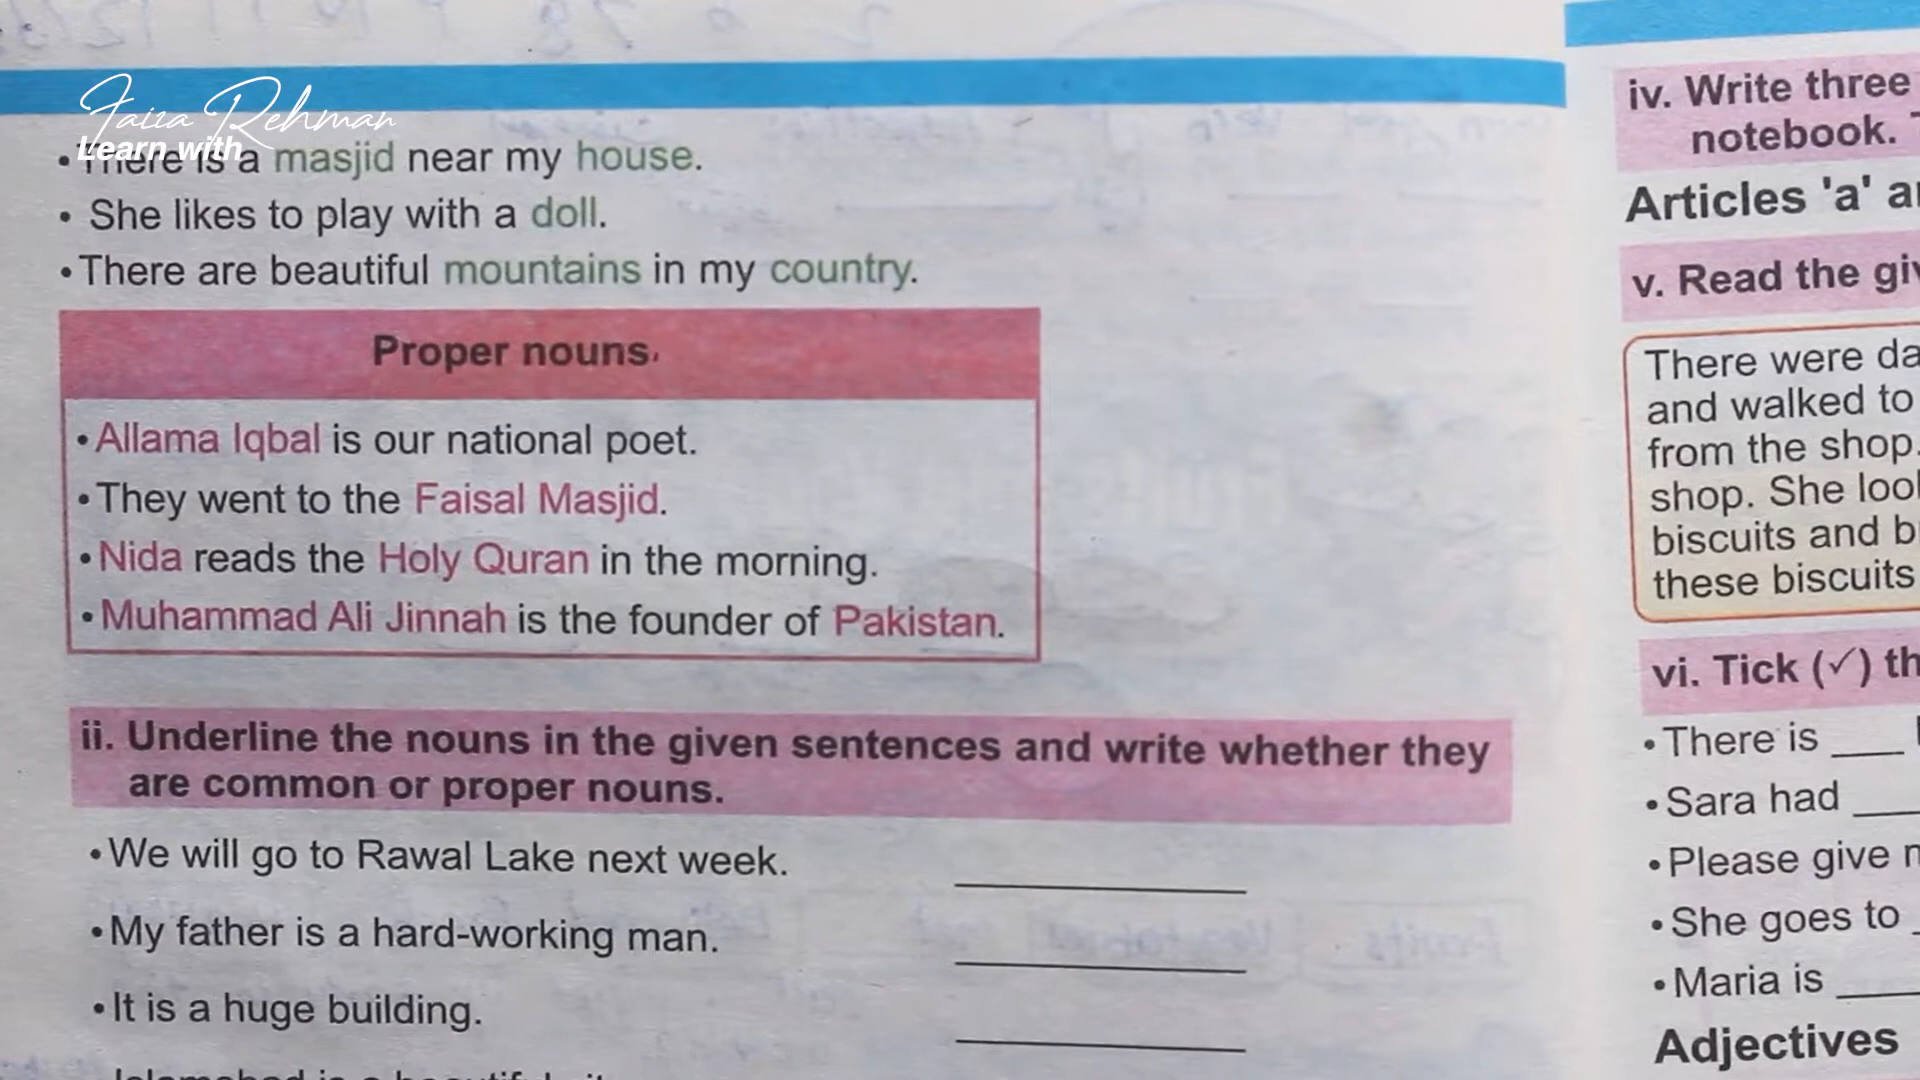 Faiza Rehman
Learn with
• There is a masjid near my house.
• She likes to play with a doll.
• There are beautiful mountains in my country.
Proper nouns.
• Allama Iqbal is our national poet.
• They went to the Faisal Masjid.
• Nida reads the Holy Quran in the morning.
• Muhammad Ali Jinnah is the founder of Pakistan.
ii. Underline the nouns in the given sentences and write whether they
are common or proper nouns.
• We will go to Rawal Lake next week. ____
• My father is a hard-working man. ____
• It is a huge building. ____
iv. Write three
notebook.
Articles 'a'
v. Read the
There were
and walked to
from the shop.
shop. She
biscuits and
these biscuits
vi. Tick (✓)
• There is ____
• Sara had ____
• Please give
• She goes to
• Maria is ____
Adjectives